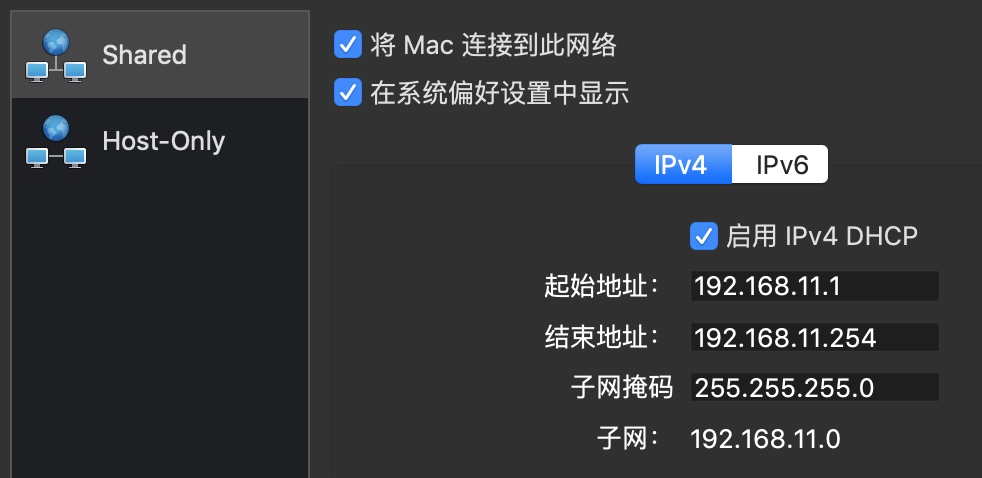 Shared
Host-Only
将 Mac 连接到此网络
在系统偏好设置中显示
IPv4 IPv6
启用 IPv4 DHCP
起始地址： 192.168.11.1
结束地址： 192.168.11.254
子网掩码 255.255.255.0
子网： 192.168.11.0